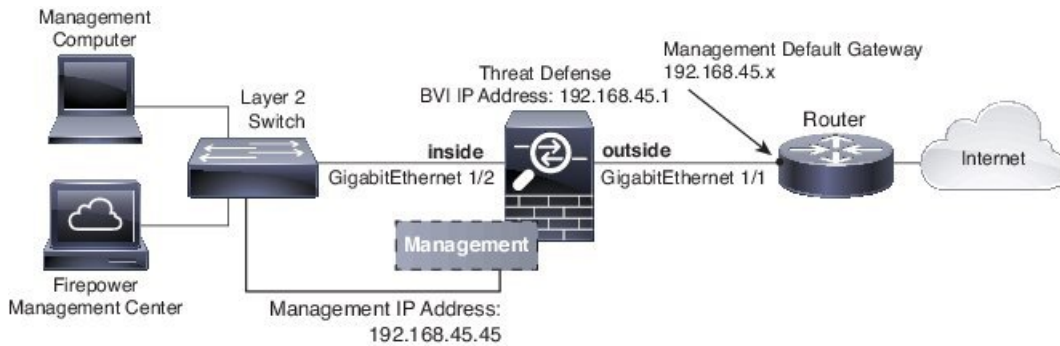 Management
Computer
Layer 2
Switch
Threat Defense
BVI IP Address: 192.168.45.1
Management Default Gateway
192.168.45.x
Router
Internet
inside
GigabitEthernet 1/2
outside
GigabitEthernet 1/1
Management
Firepower
Management Center
Management IP Address:
192.168.45.45